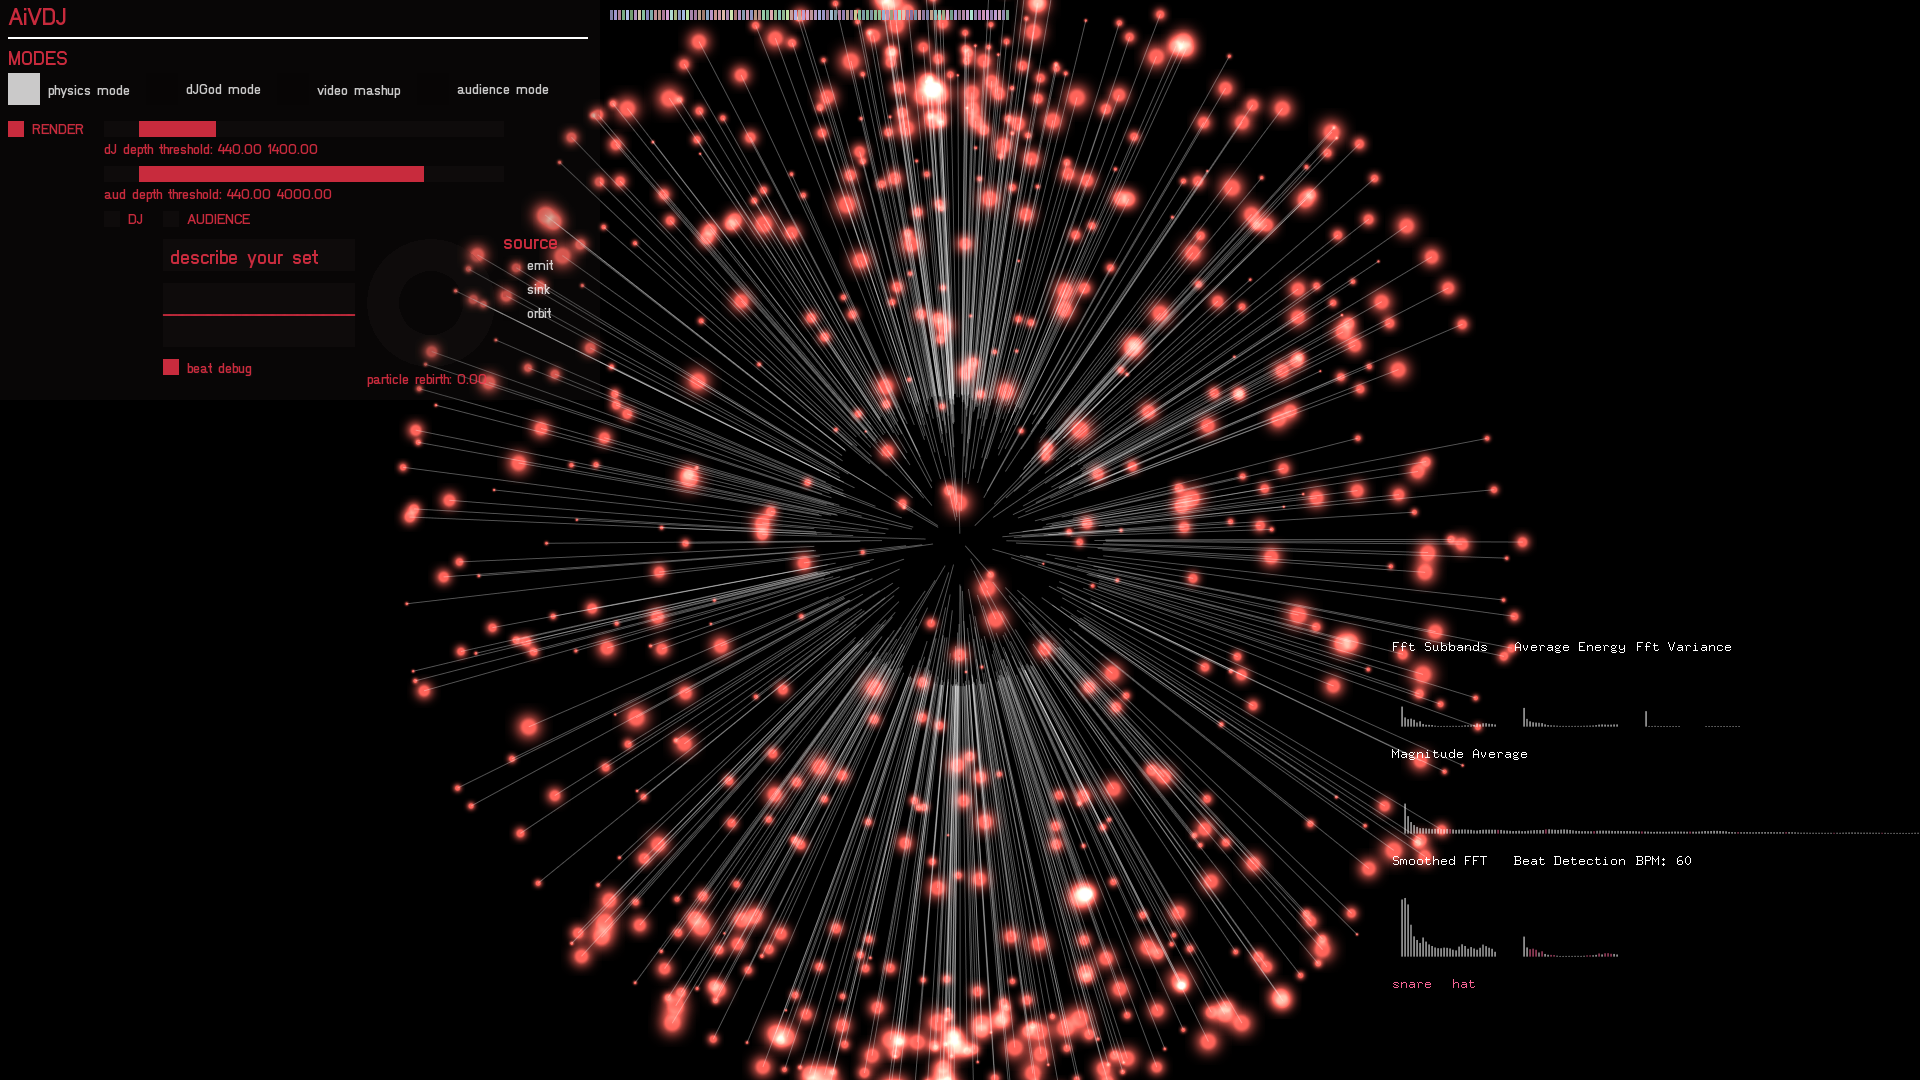 AiVDJ
MODES
physics mode dJGod mode video mashup audience mode
RENDER
dJ depth threshold: 440.00 1400.00
aud depth threshold: 440.00 4000.00
DJ AUDIENCE
source
describe your set
emit
sink
orbit
beat debug
particle rebirth: 0.00
Fft Subbands Average Energy Fft Variance
Magnitude Average
Smoothed FFT Beat Detection BPM: 60
snare hat